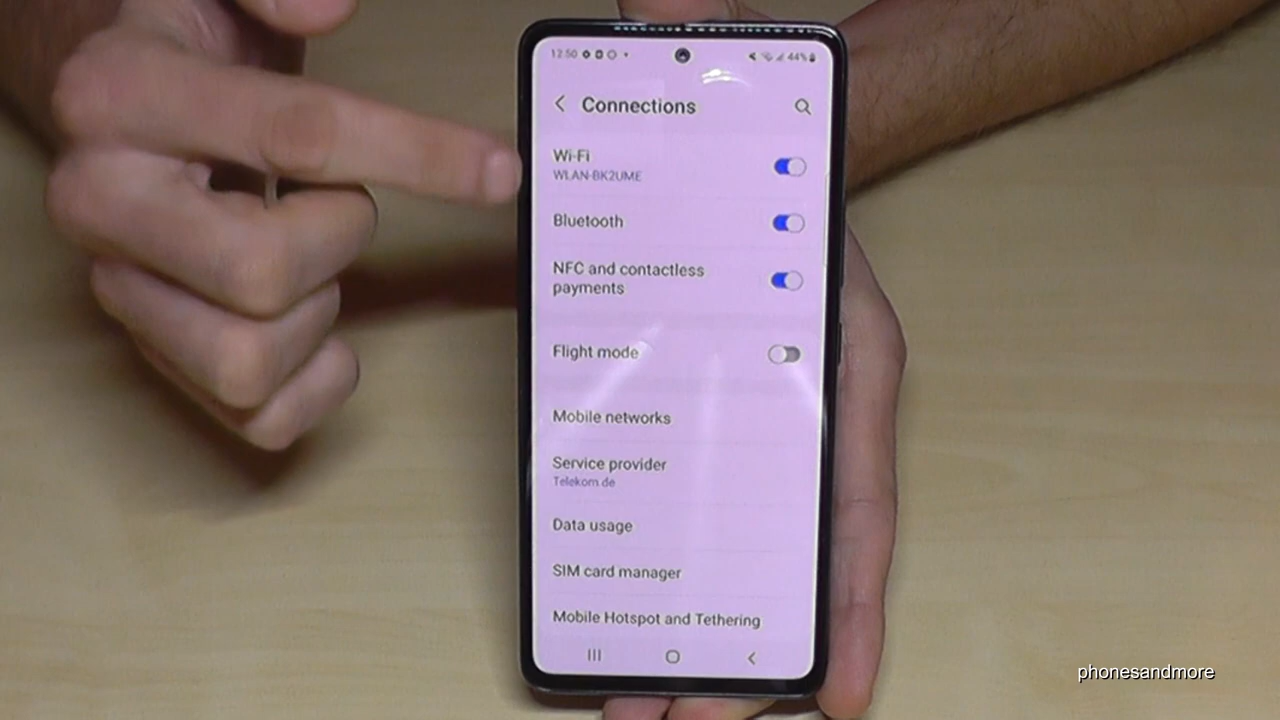 12:50 44%
Connections
Wi-Fi
WLAN-BK2UME
Bluetooth
NFC and contactless
payments
Flight mode
Mobile networks
Service provider
Telekom.de
Data usage
SIM card manager
Mobile Hotspot and Tethering
phonesandmore